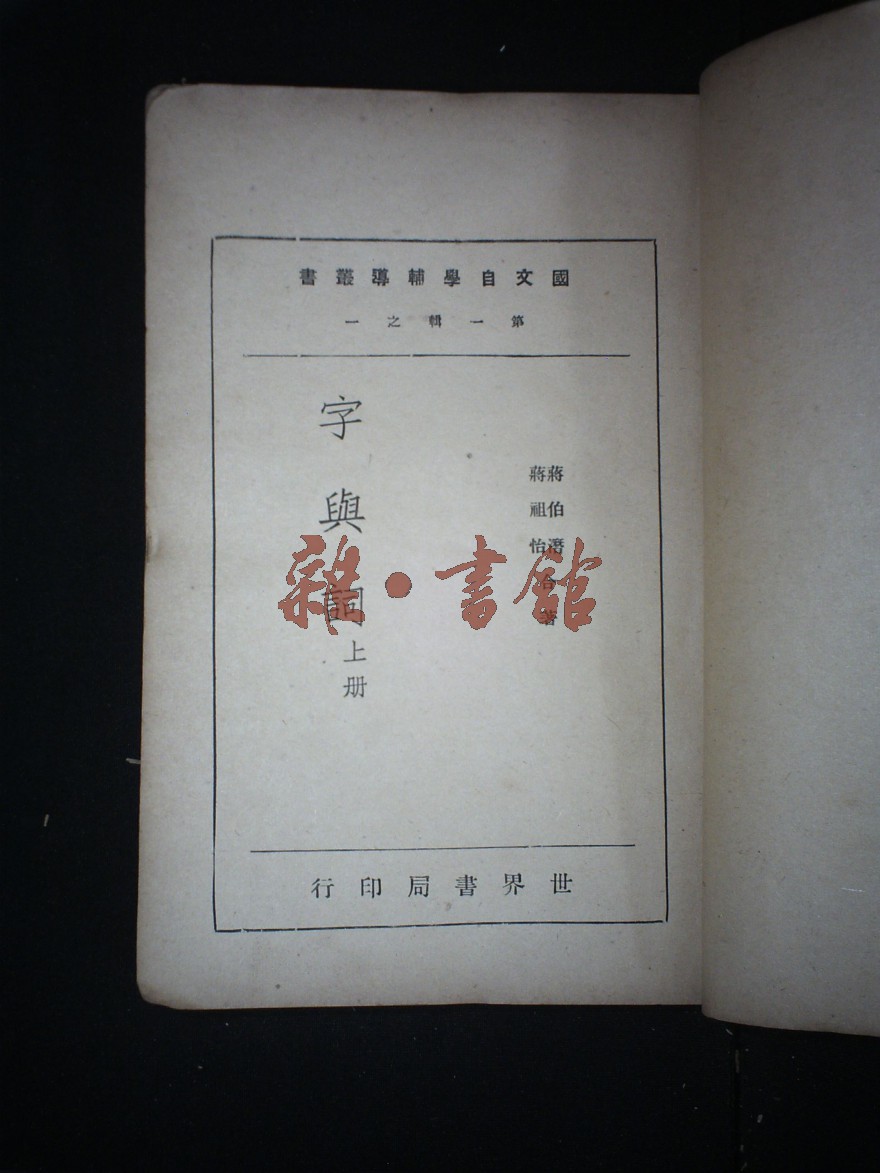 國文自學輔導叢書
第一輯之一
蔣伯潛
蔣祖怡
合著
字與詞
上册
世界書局印行
雜·書館